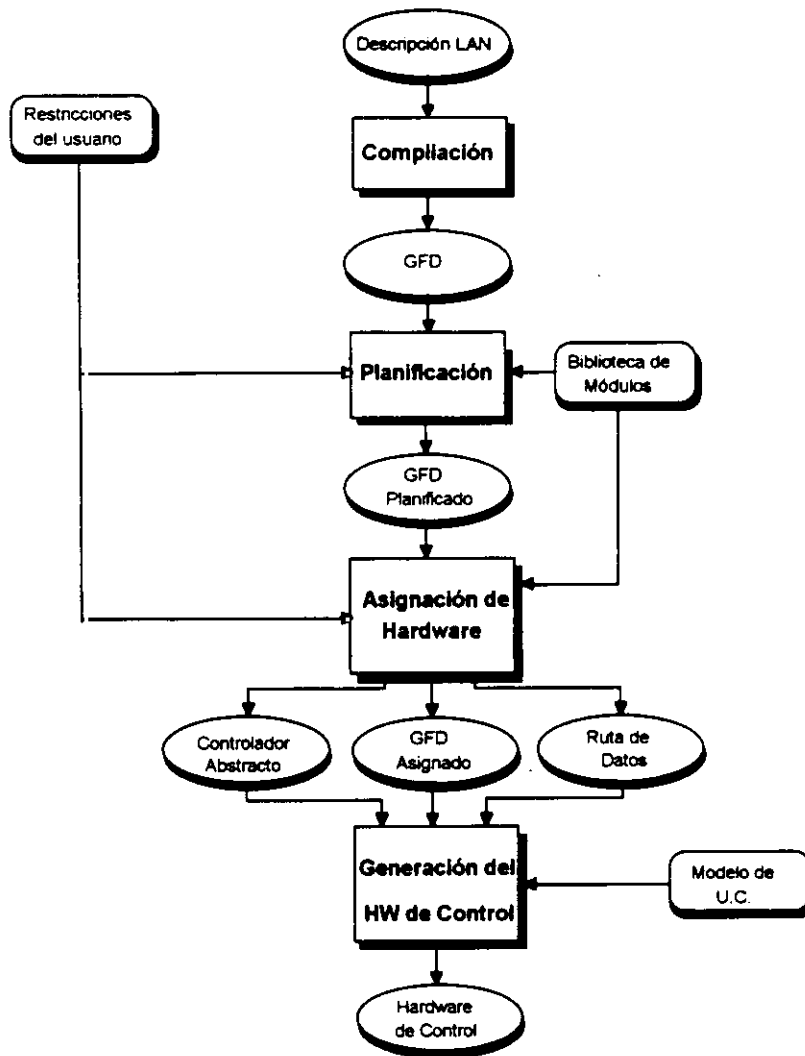 Descripción LAN
Restricciones
del usuario
Compilación
GFD
Planificación
Biblioteca de
Módulos
GFD
Planificado
Asignación de
Hardware
Controlador
Abstracto
GFD
Asignado
Ruta de
Datos
Generación del
HW de Control
Modelo de
U.C.
Hardware
de Control